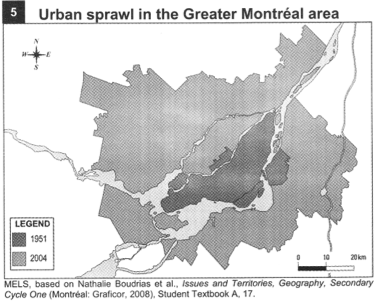 5
Urban sprawl in the Greater Montréal area
N
W E
S
LEGEND
1951
2004
0 10 20 km
MELS, based on Nathalie Boudrias et al., Issues and Territories, Geography, Secondary
Cycle One (Montréal: Graficor, 2008), Student Textbook A, 17.